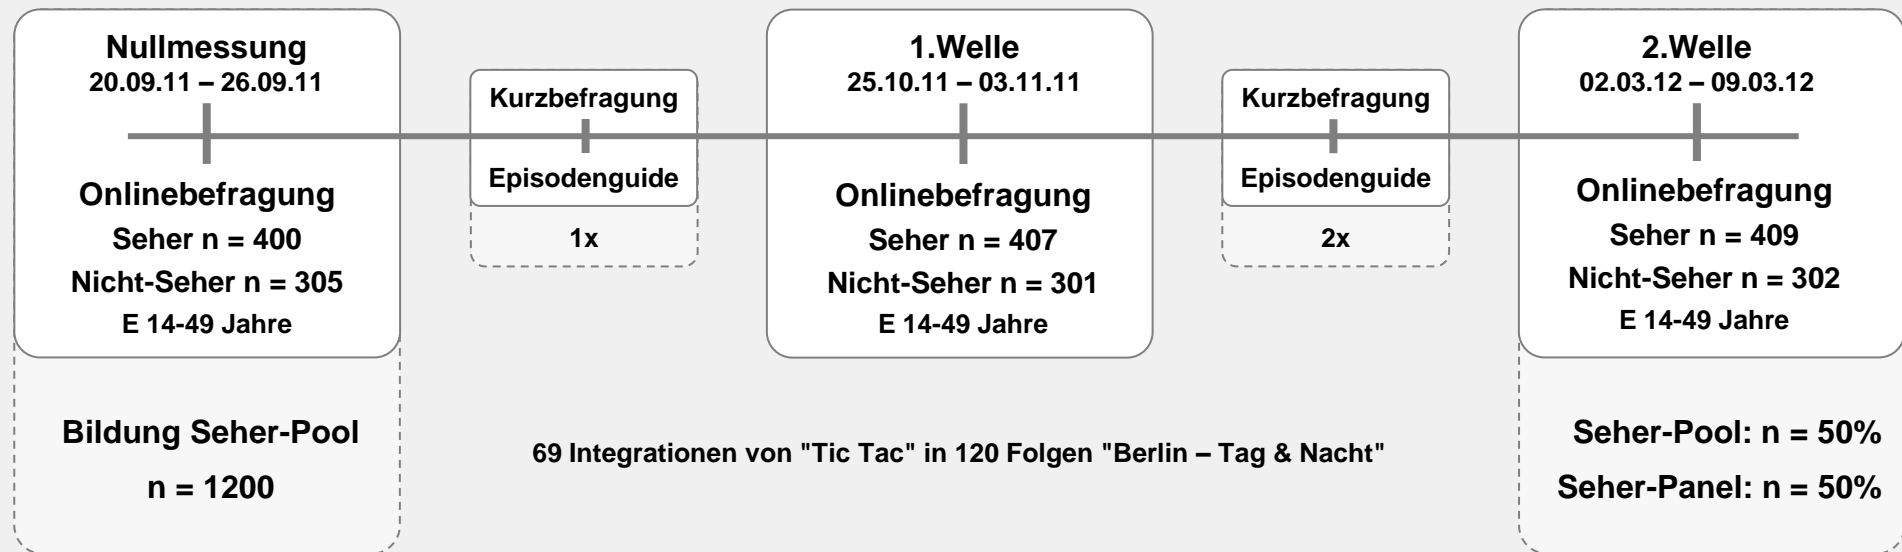 Nullmessung
20.09.11 – 26.09.11
Onlinebefragung
Seher n = 400
Nicht-Seher n = 305
E 14-49 Jahre
Bildung Seher-Pool
n = 1200
Kurzbefragung
Episodenguide
1x
1.Welle
25.10.11 – 03.11.11
Onlinebefragung
Seher n = 407
Nicht-Seher n = 301
E 14-49 Jahre
69 Integrationen von "Tic Tac" in 120 Folgen "Berlin – Tag & Nacht"
Kurzbefragung
Episodenguide
2x
2.Welle
02.03.12 – 09.03.12
Onlinebefragung
Seher n = 409
Nicht-Seher n = 302
E 14-49 Jahre
Seher-Pool: n = 50%
Seher-Panel: n = 50%